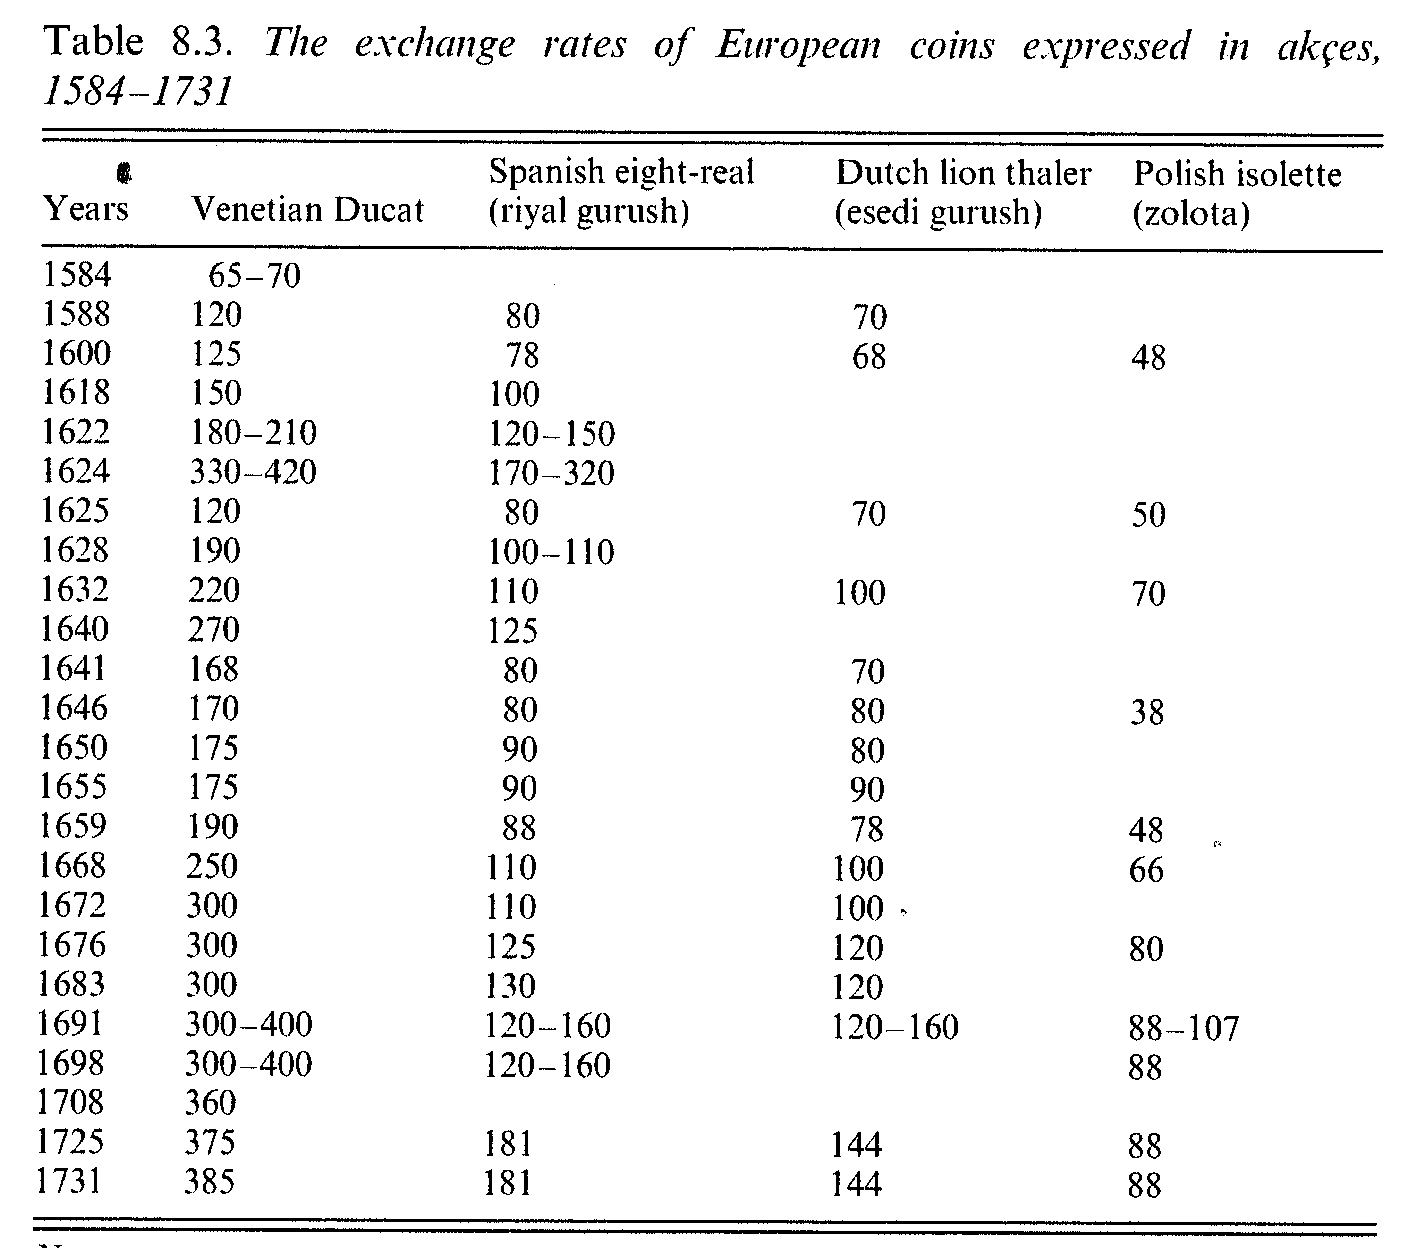 Table 8.3. The exchange rates of European coins expressed in akçes,
1584–1731
Spanish eight-real Dutch lion thaler Polish isolette
Years Venetian Ducat (riyal gurush) (esedi gurush) (zolota)
1584 65–70
1588 120 80 70
1600 125 78 68 48
1618 150 100
1622 180–210 120–150
1624 330–420 170–320
1625 120 80 70 50
1628 190 100–110
1632 220 110 100 70
1640 270 125
1641 168 80 70
1646 170 80 80 38
1650 175 90 80
1655 175 90 90
1659 190 88 78 48
1668 250 110 100 66
1672 300 110 100
1676 300 125 120 80
1683 300 130 120
1691 300–400 120–160 120–160 88–107
1698 300–400 120–160 88
1708 360
1725 375 181 144 88
1731 385 181 144 88